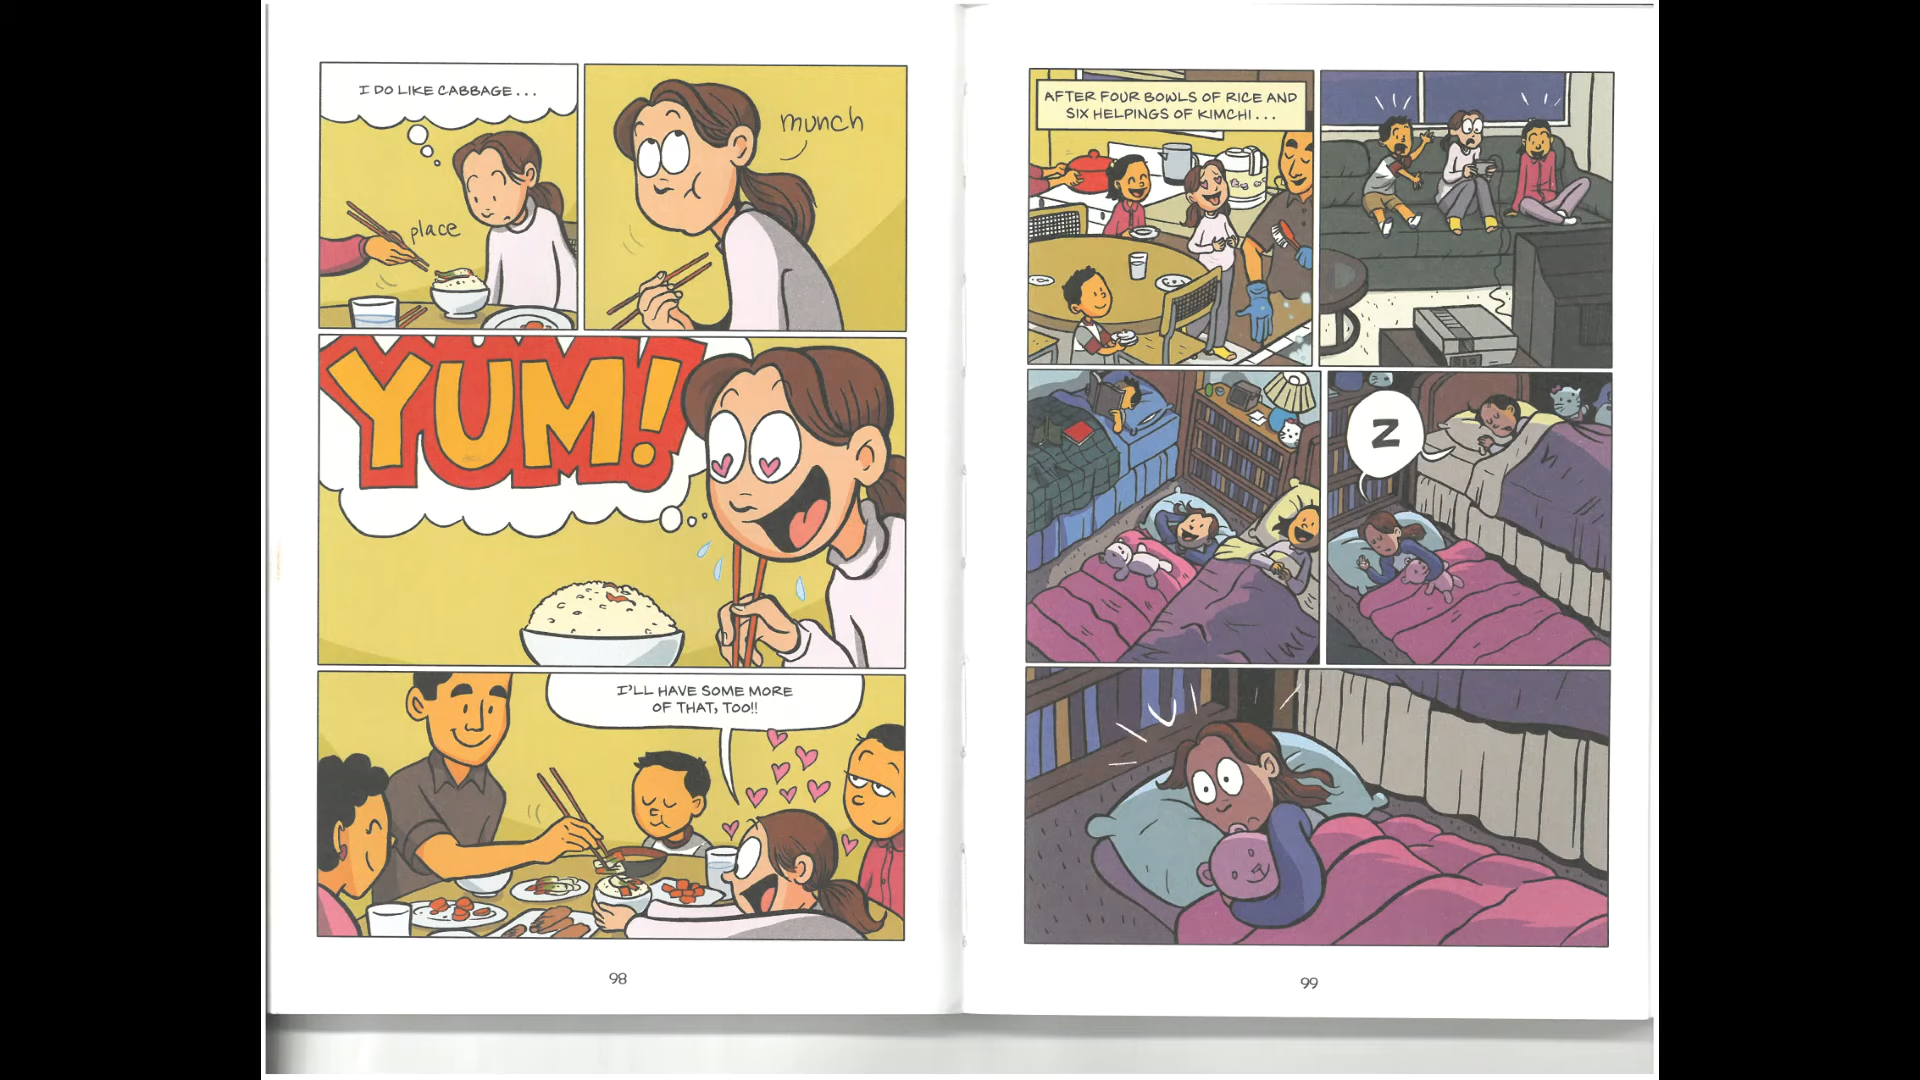 I DO LIKE CABBAGE...
place
munch
YUM!
I'LL HAVE SOME MORE
OF THAT, TOO!!
98
AFTER FOUR BOWLS OF RICE AND
SIX HELPINGS OF KIMCHI...
Z
99